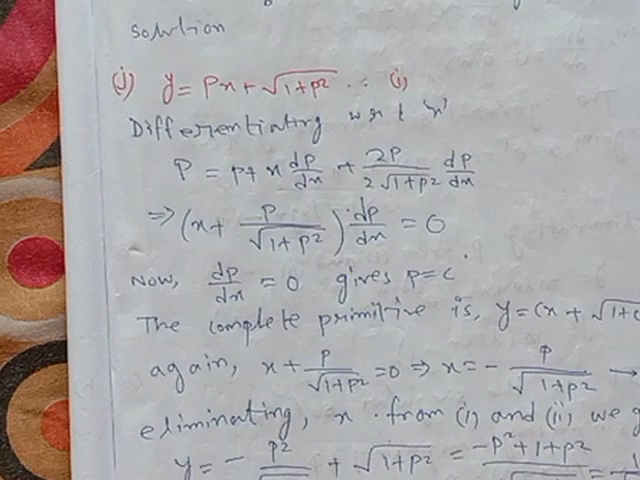 solution
(j) y = px + √1+p² ... (i)
Differentiating w.r.t 'x'
P = p + x dp/dx + 2p/2√1+p² dp/dx
⇒ (x + p/√1+p²) dp/dx = 0
Now, dp/dx = 0 gives p=c.
The complete primitive is, y=cx + √1+c
again, x + p/√1+p² = 0 ⇒ x = - p/√1+p² →
eliminating, x from (i) and (ii) we g
y = - p²/ + √1+p² = -p²+1+p²/ =